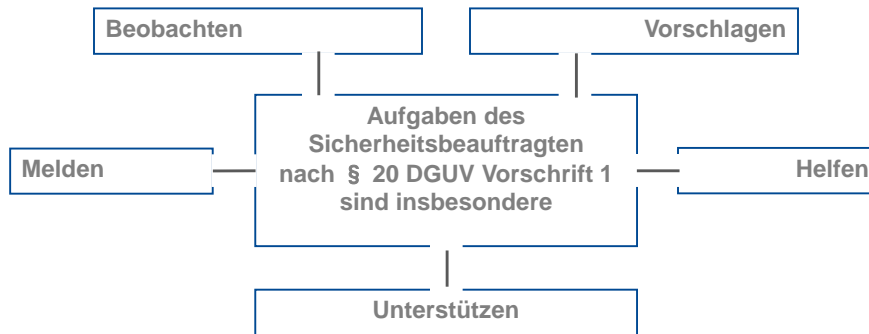 Beobachten
Vorschlagen
Aufgaben des
Sicherheitsbeauftragten
nach § 20 DGUV Vorschrift 1
sind insbesondere
Melden
Helfen
Unterstützen